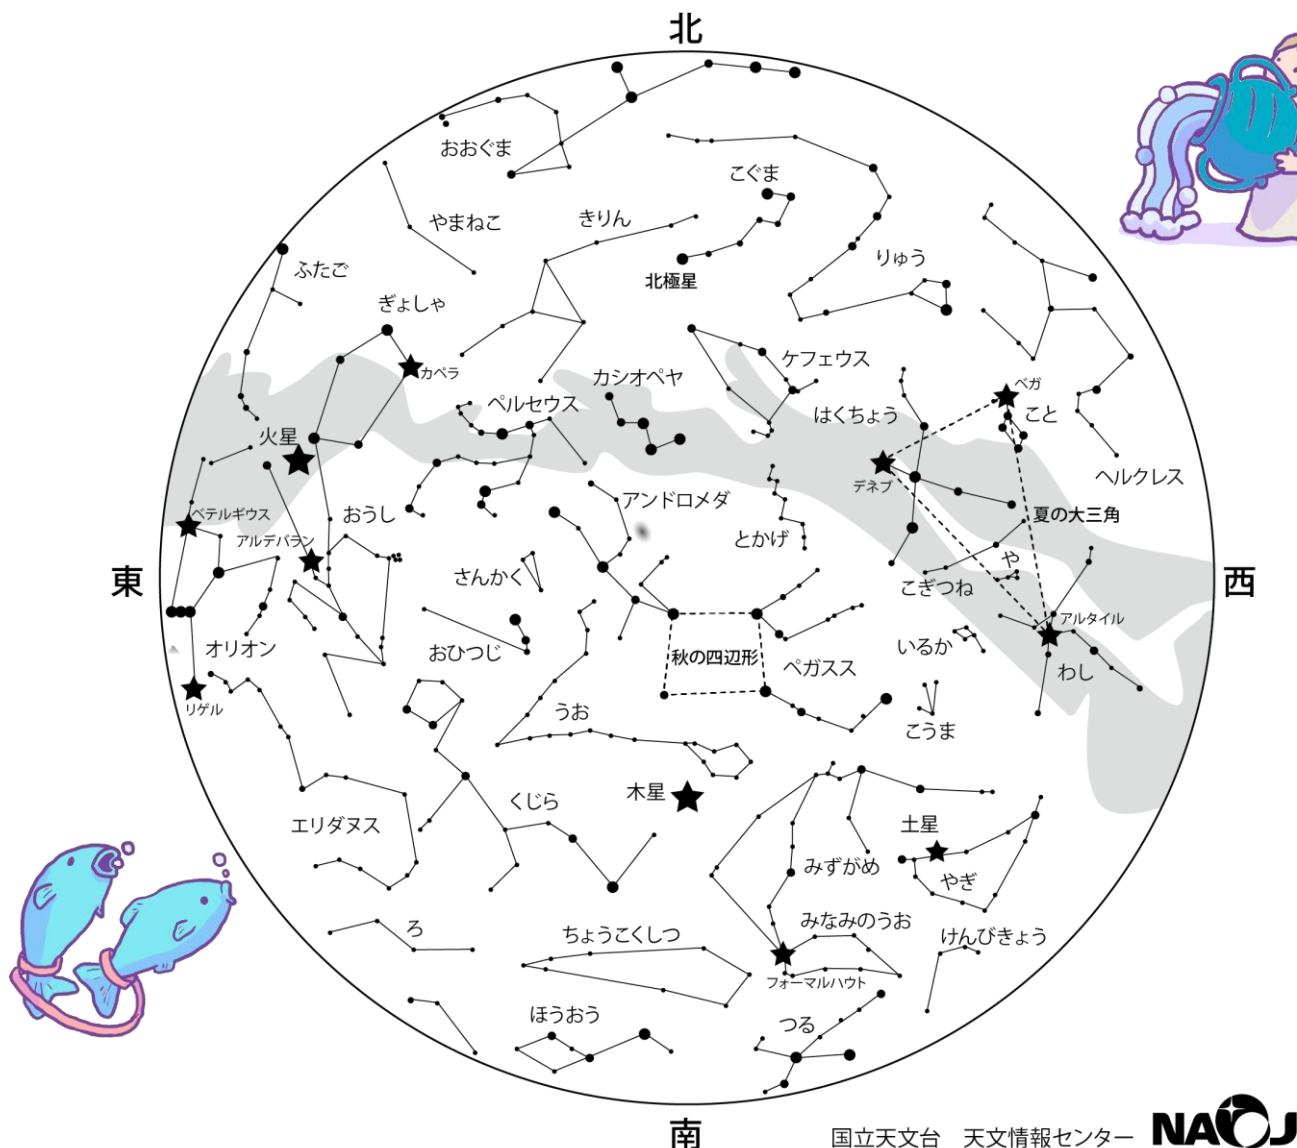 北
おおぐま
こぐま
やまねこ
きりん
りゅう
ふたご
北極星
ぎょしゃ
カペラ
カシオペヤ
ケフェウス
ベガ
ペルセウス
はくちょう
こと
火星
ヘルクレス
デネブ
アンドロメダ
ベテルギウス
おうし
夏の大三角
アルデバラン
とかげ
や
東
さんかく
こぎつね
西
アルタイル
オリオン
おひつじ
秋の四辺形
ペガスス
いるか
わし
リゲル
うお
こうま
木星
くじら
エリダヌス
土星
みずがめ
やぎ
ろ
ちょうこくしつ
みなみのうお
けんびきょう
フォーマルハウト
ほうおう
つる
南
国立天文台 天文情報センター
NAOJ